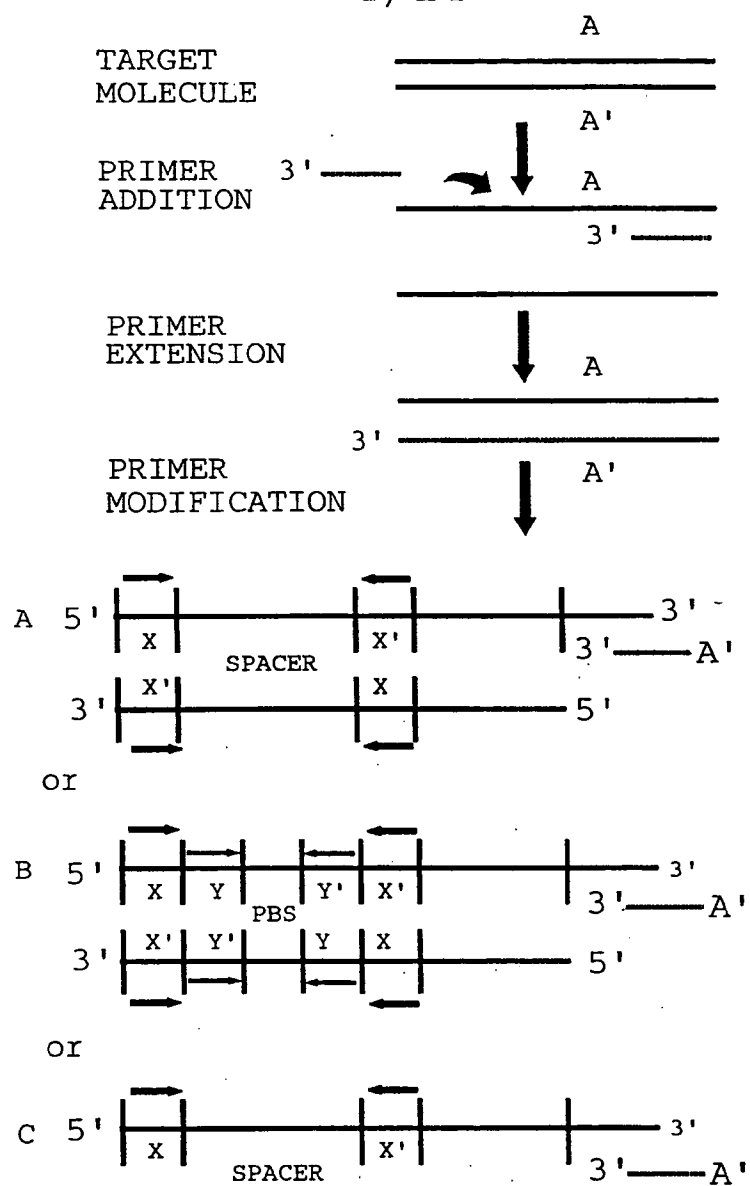 A
TARGET
MOLECULE
A'
PRIMER 3'
ADDITION
A
3'
PRIMER
EXTENSION
A
3'
A'
PRIMER
MODIFICATION
A 5' 3'
X X' 3' A'
SPACER
X' X
3' 5'
or
B 5' 3'
X Y Y' X' 3' A'
PBS
X' Y' Y X
3' 5'
or
C 5' 3'
X X'
SPACER 3' A'